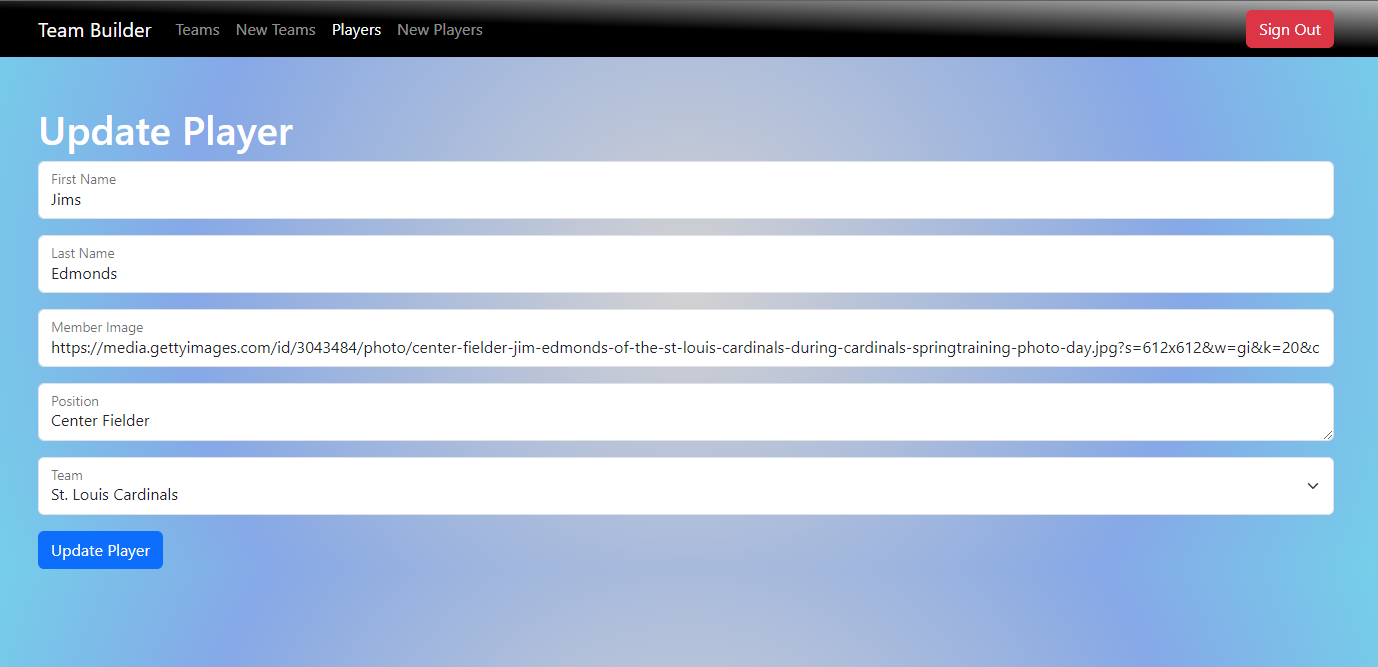 Team Builder Teams New Teams Players New Players Sign Out
Update Player
First Name
Jims
Last Name
Edmonds
Member Image
https://media.gettyimages.com/id/3043484/photo/center-fielder-jim-edmonds-of-the-st-louis-cardinals-during-cardinals-springtraining-photo-day.jpg?s=612x612&w=gi&k=20&c
Position
Center Fielder
Team
St. Louis Cardinals
Update Player